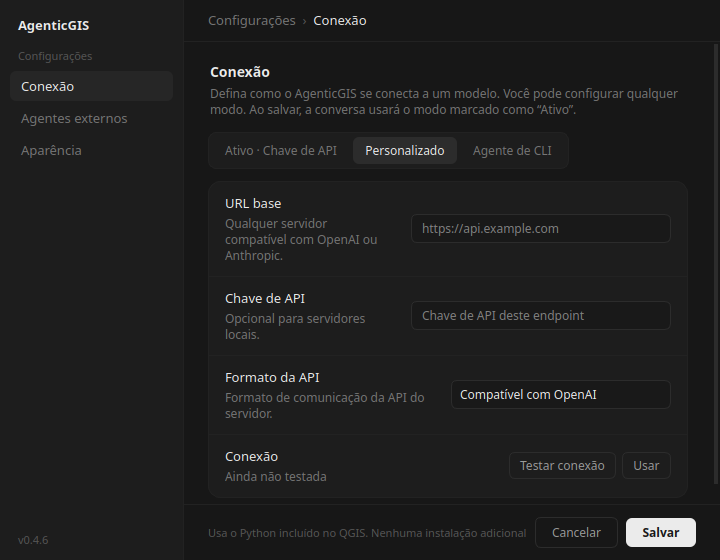 AgenticGIS
Configurações
Conexão
Agentes externos
Aparência
v0.4.6
Configurações › Conexão
Conexão
Defina como o AgenticGIS se conecta a um modelo. Você pode configurar qualquer
modo. Ao salvar, a conversa usará o modo marcado como “Ativo”.
Ativo · Chave de API
Personalizado
Agente de CLI
URL base
Qualquer servidor
compatível com OpenAI ou
Anthropic.
https://api.example.com
Chave de API
Opcional para servidores
locais.
Chave de API deste endpoint
Formato da API
Formato de comunicação da API do
servidor.
Compatível com OpenAI
Conexão
Ainda não testada
Testar conexão
Usar
Usa o Python incluído no QGIS. Nenhuma instalação adicional
Cancelar
Salvar